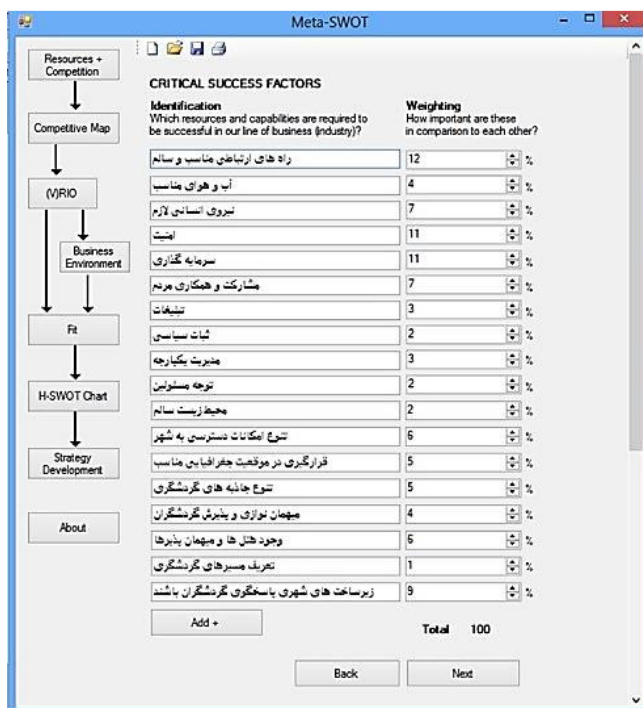 Meta-SWOT
Resources +
Competition
Competitive Map
(V)RIO
Business
Environment
Fit
H-SWOT Chart
Strategy
Development
About
CRITICAL SUCCESS FACTORS
Identification
Which resources and capabilities are required to
be successful in our line of business (industry)?
Weighting
How important are these
in comparison to each other?
راه های ارتباطی مناسب و سالم 12 %
آب و هوای مناسب 4 %
نیروی انسانی لازم 7 %
امنیت 11 %
سرمایه گذاری 11 %
مشارکت و همکاری مردم 7 %
تبلیغات 3 %
ثبات سیاسی 2 %
مدیریت یکپارچه 3 %
توجه مسئولین 2 %
محیط زیست سالم 2 %
تنوع امکانات دسترسی به شهر 6 %
قرارگیری در موقعیت جغرافیایی مناسب 5 %
تنوع جاذبه های گردشگری 5 %
میهمان نوازی و پذیرش گردشگران 4 %
وجود هتل ها و میهمان پذیرها 6 %
تعریف مسیرهای گردشگری 1 %
زیرساخت های شهری پاسخگوی گردشگران باشند 9 %
Add +
Total 100
Back
Next